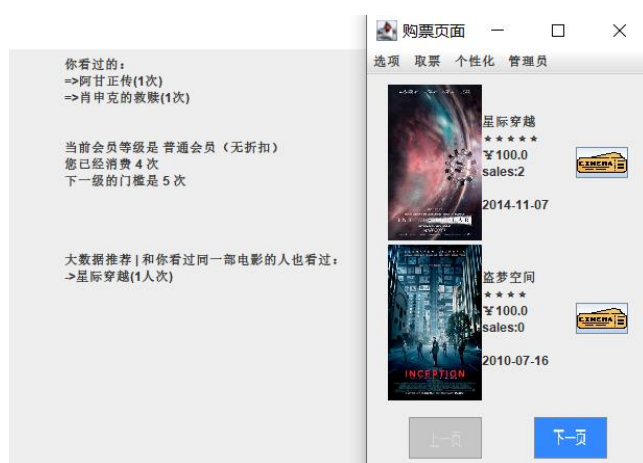 你看过的：
=>阿甘正传(1次)
=>肖申克的救赎(1次)
当前会员等级是 普通会员（无折扣）
您已经消费 4 次
下一级的门槛是 5 次
大数据推荐 | 和你看过同一部电影的人也看过：
->星际穿越(1人次)
购票页面
选项 取票 个性化 管理员
星际穿越
★★★★★
￥100.0
sales:2
2014-11-07
CINEMA
盗梦空间
★★★★
￥100.0
sales:0
2010-07-16
CINEMA
INCEPTION
上一页
下一页